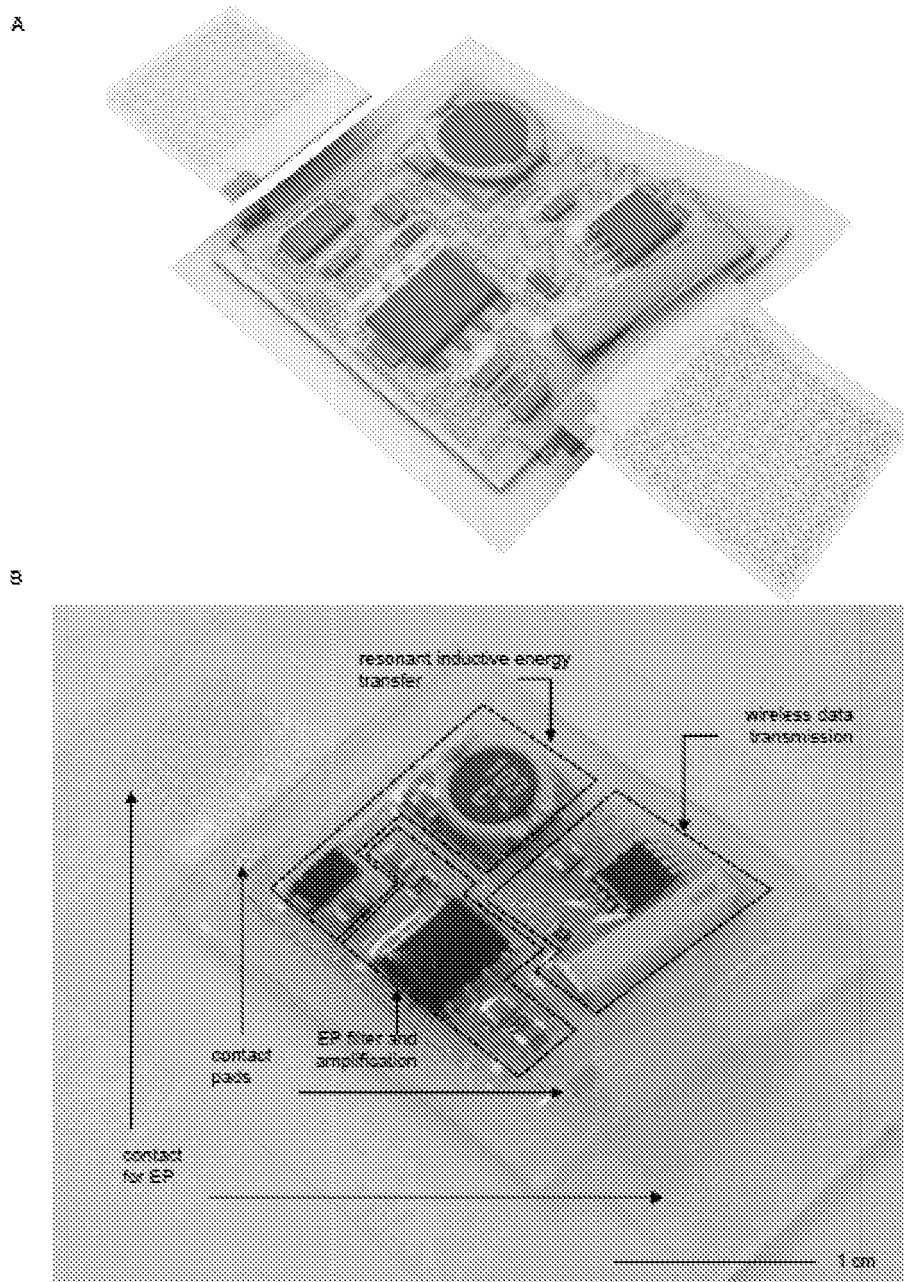 A
B
resonant inductive energy
transfer
wireless data
transmission
EP filter and
amplification
contact
pads
contact
for EP
1 cm